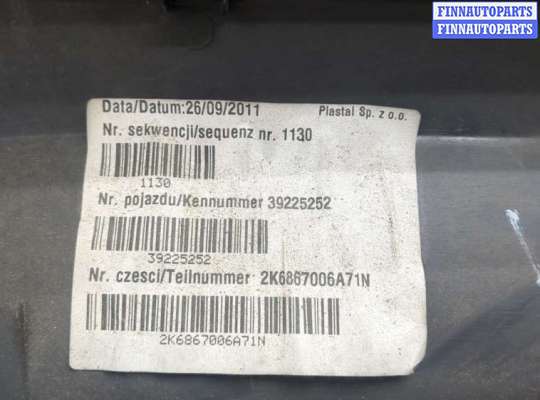 FINNAUTOPARTS
FINNAUTOPARTS
Data/Datum:26/09/2011 Plastal Sp. z o.o.
Nr. sekwencji/sequenz nr. 1130
1130
Nr. pojazdu/Kennummer 39225252
39225252
Nr. czesci/Teilnummer 2K6867006A71N
2K6867006A71N